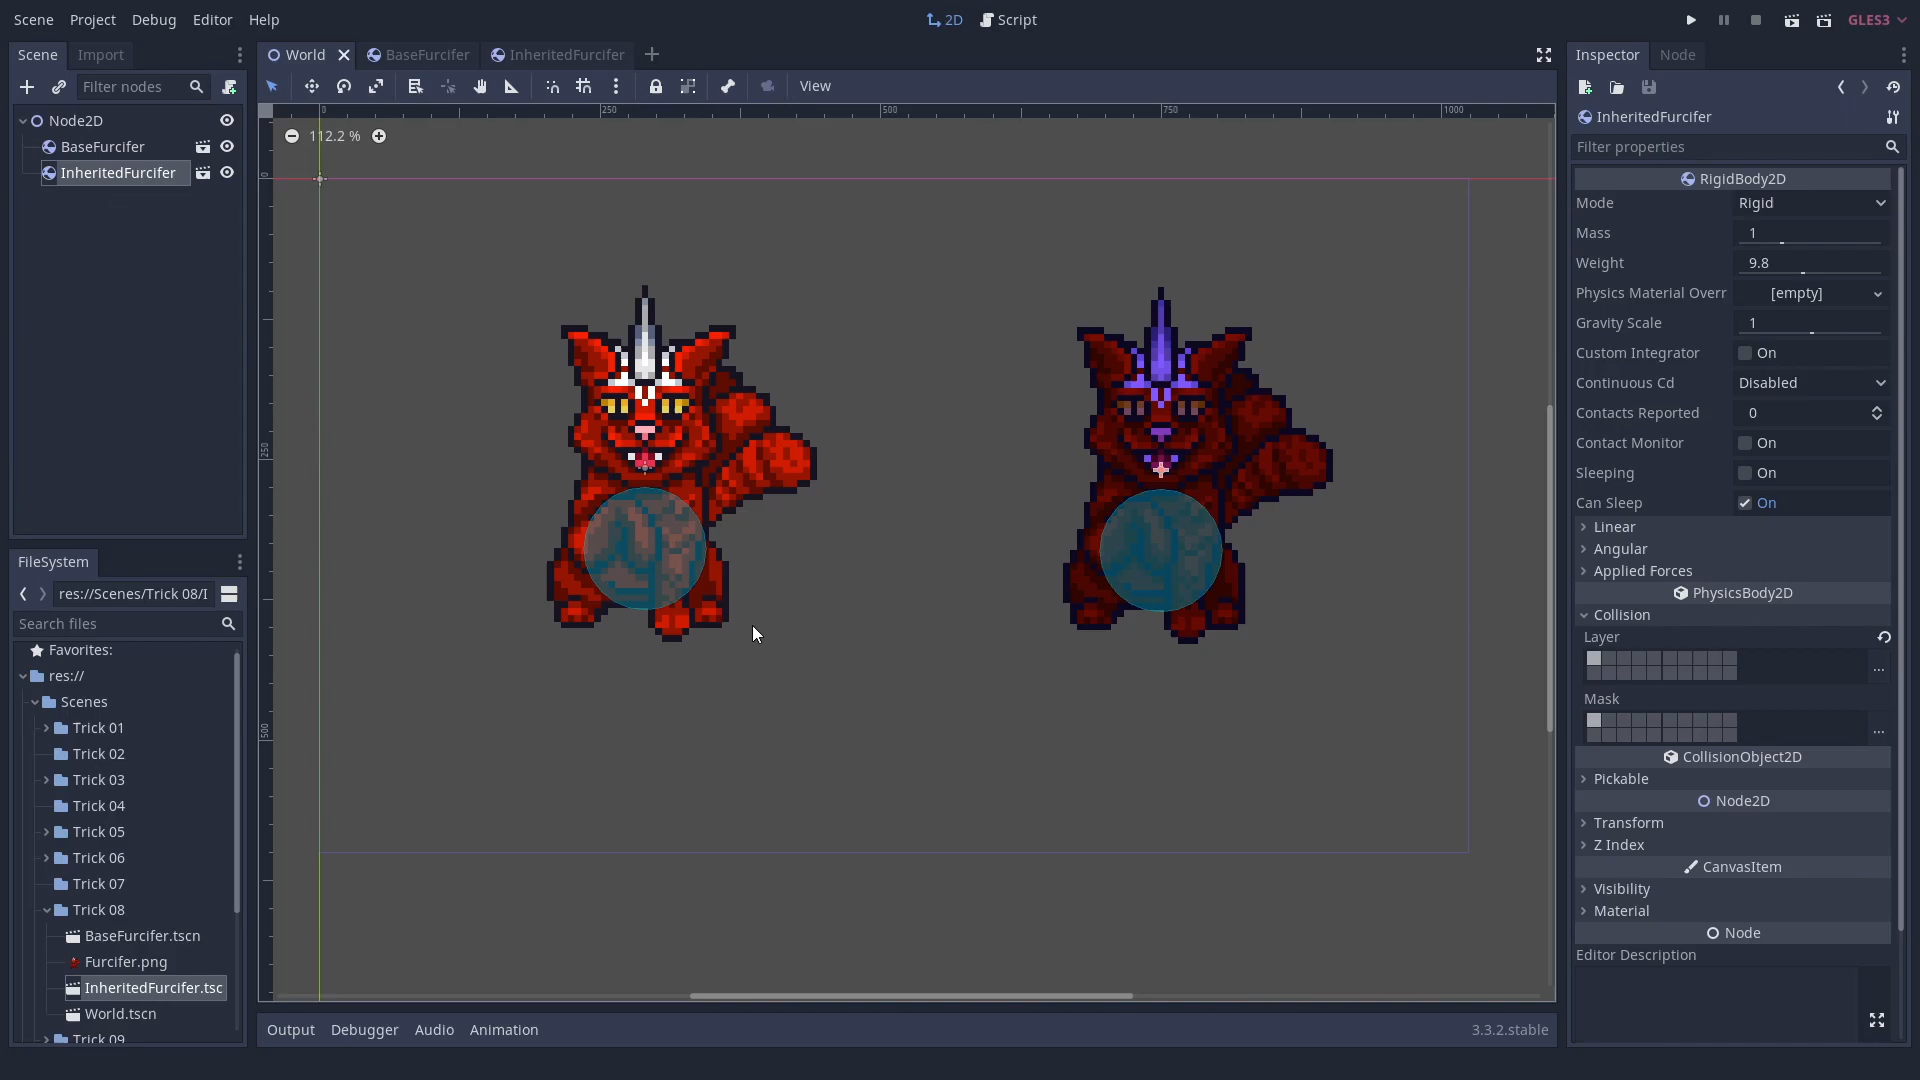 Scene Project Debug Editor Help
2D Script
GLES3
Scene Import
Filter nodes
Node2D
BaseFurcifer
InheritedFurcifer
FileSystem
res://Scenes/Trick 08/I
Search files
Favorites:
res://
Scenes
Trick 01
Trick 02
Trick 03
Trick 04
Trick 05
Trick 06
Trick 07
Trick 08
BaseFurcifer.tscn
Furcifer.png
InheritedFurcifer.tsc
World.tscn
Trick 09
World BaseFurcifer InheritedFurcifer
View
0 250 500 750 1000
112.2 %
0
250
500
Output Debugger Audio Animation 3.3.2.stable
Inspector Node
InheritedFurcifer
Filter properties
RigidBody2D
Mode Rigid
Mass 1
Weight 9.8
Physics Material Overr [empty]
Gravity Scale 1
Custom Integrator On
Continuous Cd Disabled
Contacts Reported 0
Contact Monitor On
Sleeping On
Can Sleep On
Linear
Angular
Applied Forces
PhysicsBody2D
Collision
Layer
...
Mask
...
CollisionObject2D
Pickable
Node2D
Transform
Z Index
CanvasItem
Visibility
Material
Node
Editor Description